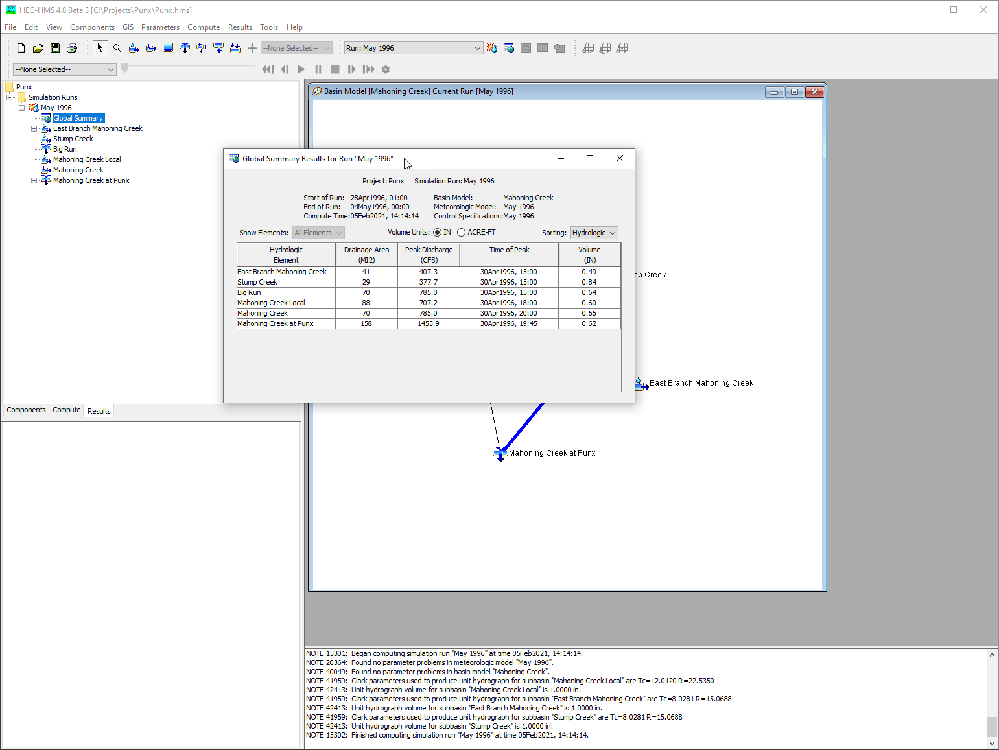 HEC-HMS 4.8 Beta 3 [C:\Projects\Punx\Punx.hms]
File Edit View Components GIS Parameters Compute Results Tools Help
--None Selected-- Run: May 1996
--None Selected--
Punx
Simulation Runs
May 1996
Global Summary
East Branch Mahoning Creek
Stump Creek
Big Run
Mahoning Creek Local
Mahoning Creek
Mahoning Creek at Punx
Components Compute Results
Basin Model [Mahoning Creek] Current Run [May 1996]
Global Summary Results for Run "May 1996"
Project: Punx Simulation Run: May 1996
Start of Run: 28Apr1996, 01:00 Basin Model: Mahoning Creek
End of Run: 04May1996, 00:00 Meteorologic Model: May 1996
Compute Time:05Feb2021, 14:14:14 Control Specifications:May 1996
Show Elements: All Elements Volume Units: IN ACRE-FT Sorting: Hydrologic
Hydrologic Drainage Area Peak Discharge Time of Peak Volume
Element (MI2) (CFS) (IN)
East Branch Mahoning Creek 41 407.3 30Apr1996, 15:00 0.49
Stump Creek 29 377.7 30Apr1996, 15:00 0.84
Big Run 70 785.0 30Apr1996, 15:00 0.64
Mahoning Creek Local 88 707.2 30Apr1996, 18:00 0.60
Mahoning Creek 70 785.0 30Apr1996, 20:00 0.65
Mahoning Creek at Punx 158 1455.9 30Apr1996, 19:45 0.62
mp Creek
East Branch Mahoning Creek
Mahoning Creek at Punx
NOTE 15301: Began computing simulation run "May 1996" at time 05Feb2021, 14:14:14.
NOTE 20364: Found no parameter problems in meteorologic model "May 1996".
NOTE 40049: Found no parameter problems in basin model "Mahoning Creek".
NOTE 41959: Clark parameters used to produce unit hydrograph for subbasin "Mahoning Creek Local" are Tc=12.0120 R=22.5350
NOTE 42413: Unit hydrograph volume for subbasin "Mahoning Creek Local" is 1.0000 in.
NOTE 41959: Clark parameters used to produce unit hydrograph for subbasin "East Branch Mahoning Creek" are Tc=8.0281 R=15.0688
NOTE 42413: Unit hydrograph volume for subbasin "East Branch Mahoning Creek" is 1.0000 in.
NOTE 41959: Clark parameters used to produce unit hydrograph for subbasin "Stump Creek" are Tc=8.0281 R=15.0688
NOTE 42413: Unit hydrograph volume for subbasin "Stump Creek" is 1.0000 in.
NOTE 15302: Finished computing simulation run "May 1996" at time 05Feb2021, 14:14:14.